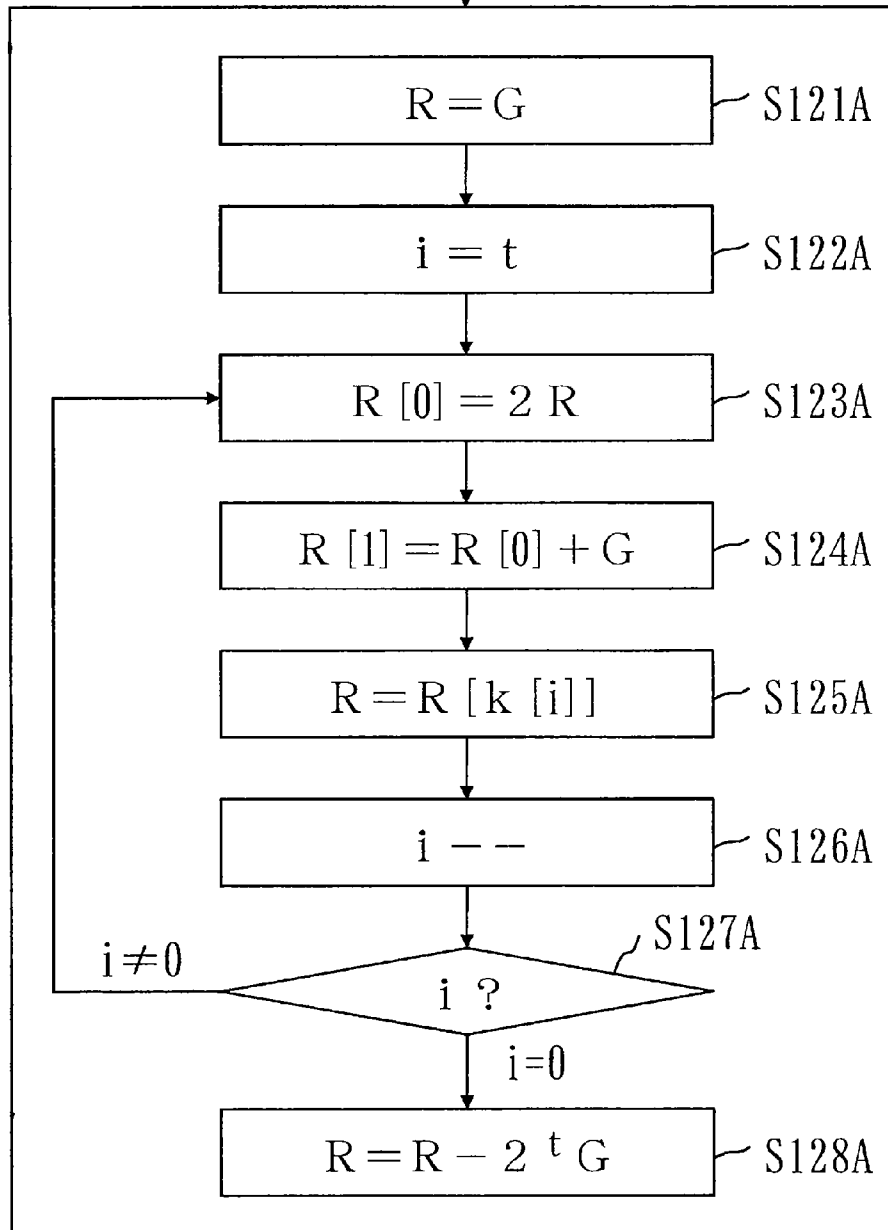 R=G S121A
i = t S122A
R [0] = 2 R S123A
R [1] = R [0] + G S124A
R = R [k [i]] S125A
i -- S126A
S127A
i≠0
i ?
i=0
R = R - 2 ᵗ G S128A